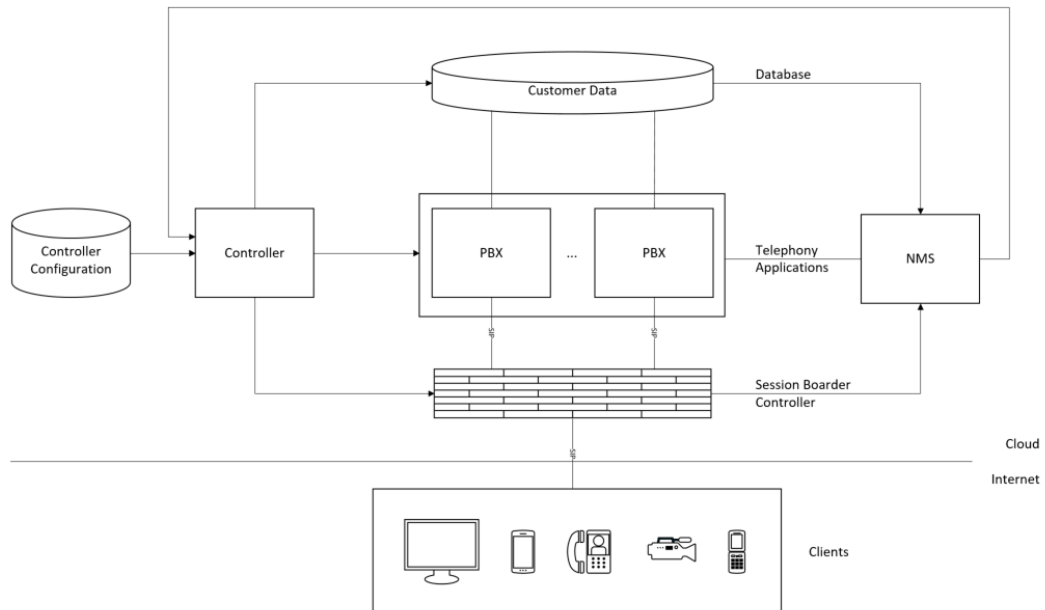 Database
Customer Data
Controller
Configuration
Controller
PBX
...
PBX
Telephony
Applications
NMS
SIP
SIP
Session Boarder
Controller
Cloud
SIP
Internet
Clients